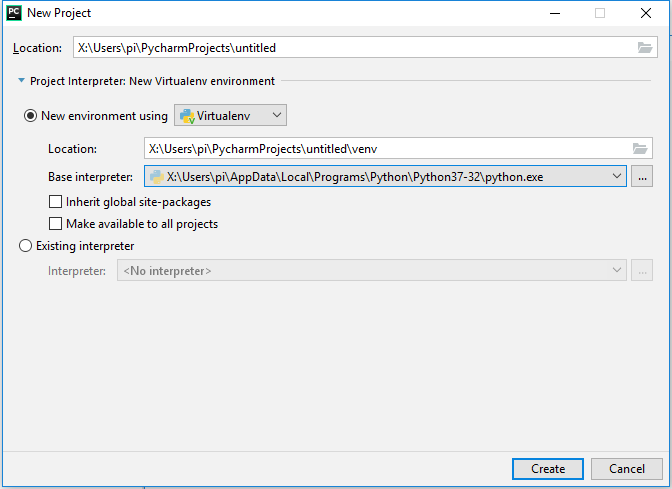 PC New Project
Location: X:\Users\pi\PycharmProjects\untitled
Project Interpreter: New Virtualenv environment
New environment using Virtualenv
Location: X:\Users\pi\PycharmProjects\untitled\venv
Base interpreter: X:\Users\pi\AppData\Local\Programs\Python\Python37-32\python.exe ...
Inherit global site-packages
Make available to all projects
Existing interpreter
Interpreter: <No interpreter> ...
Create Cancel